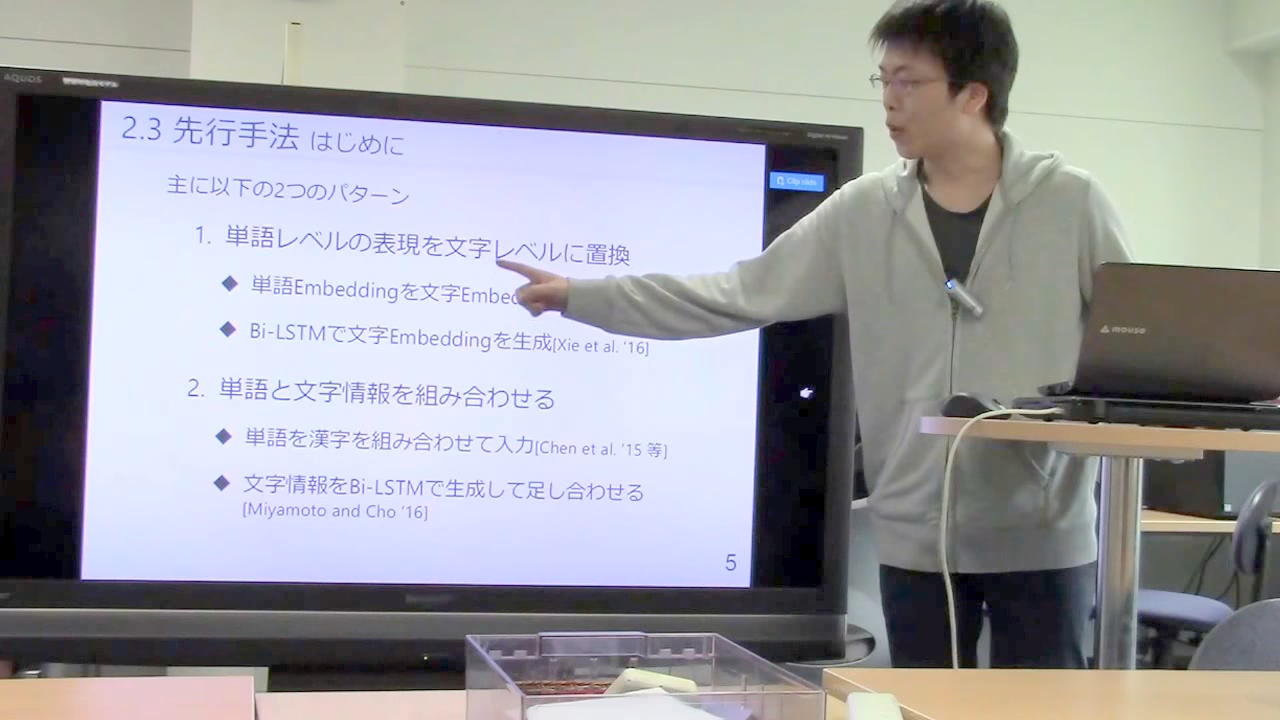 AQUOS
2.3 先行手法 はじめに
Clip slide
主に以下の2つのパターン
1. 単語レベルの表現を文字レベルに置換
◆ 単語Embeddingを文字Embed
◆ Bi-LSTMで文字Embeddingを生成[Xie et al. '16]
2. 単語と文字情報を組み合わせる
◆ 単語を漢字を組み合わせて入力[Chen et al. '15 等]
◆ 文字情報をBi-LSTMで生成して足し合わせる
[Miyamoto and Cho '16]
5
mouse